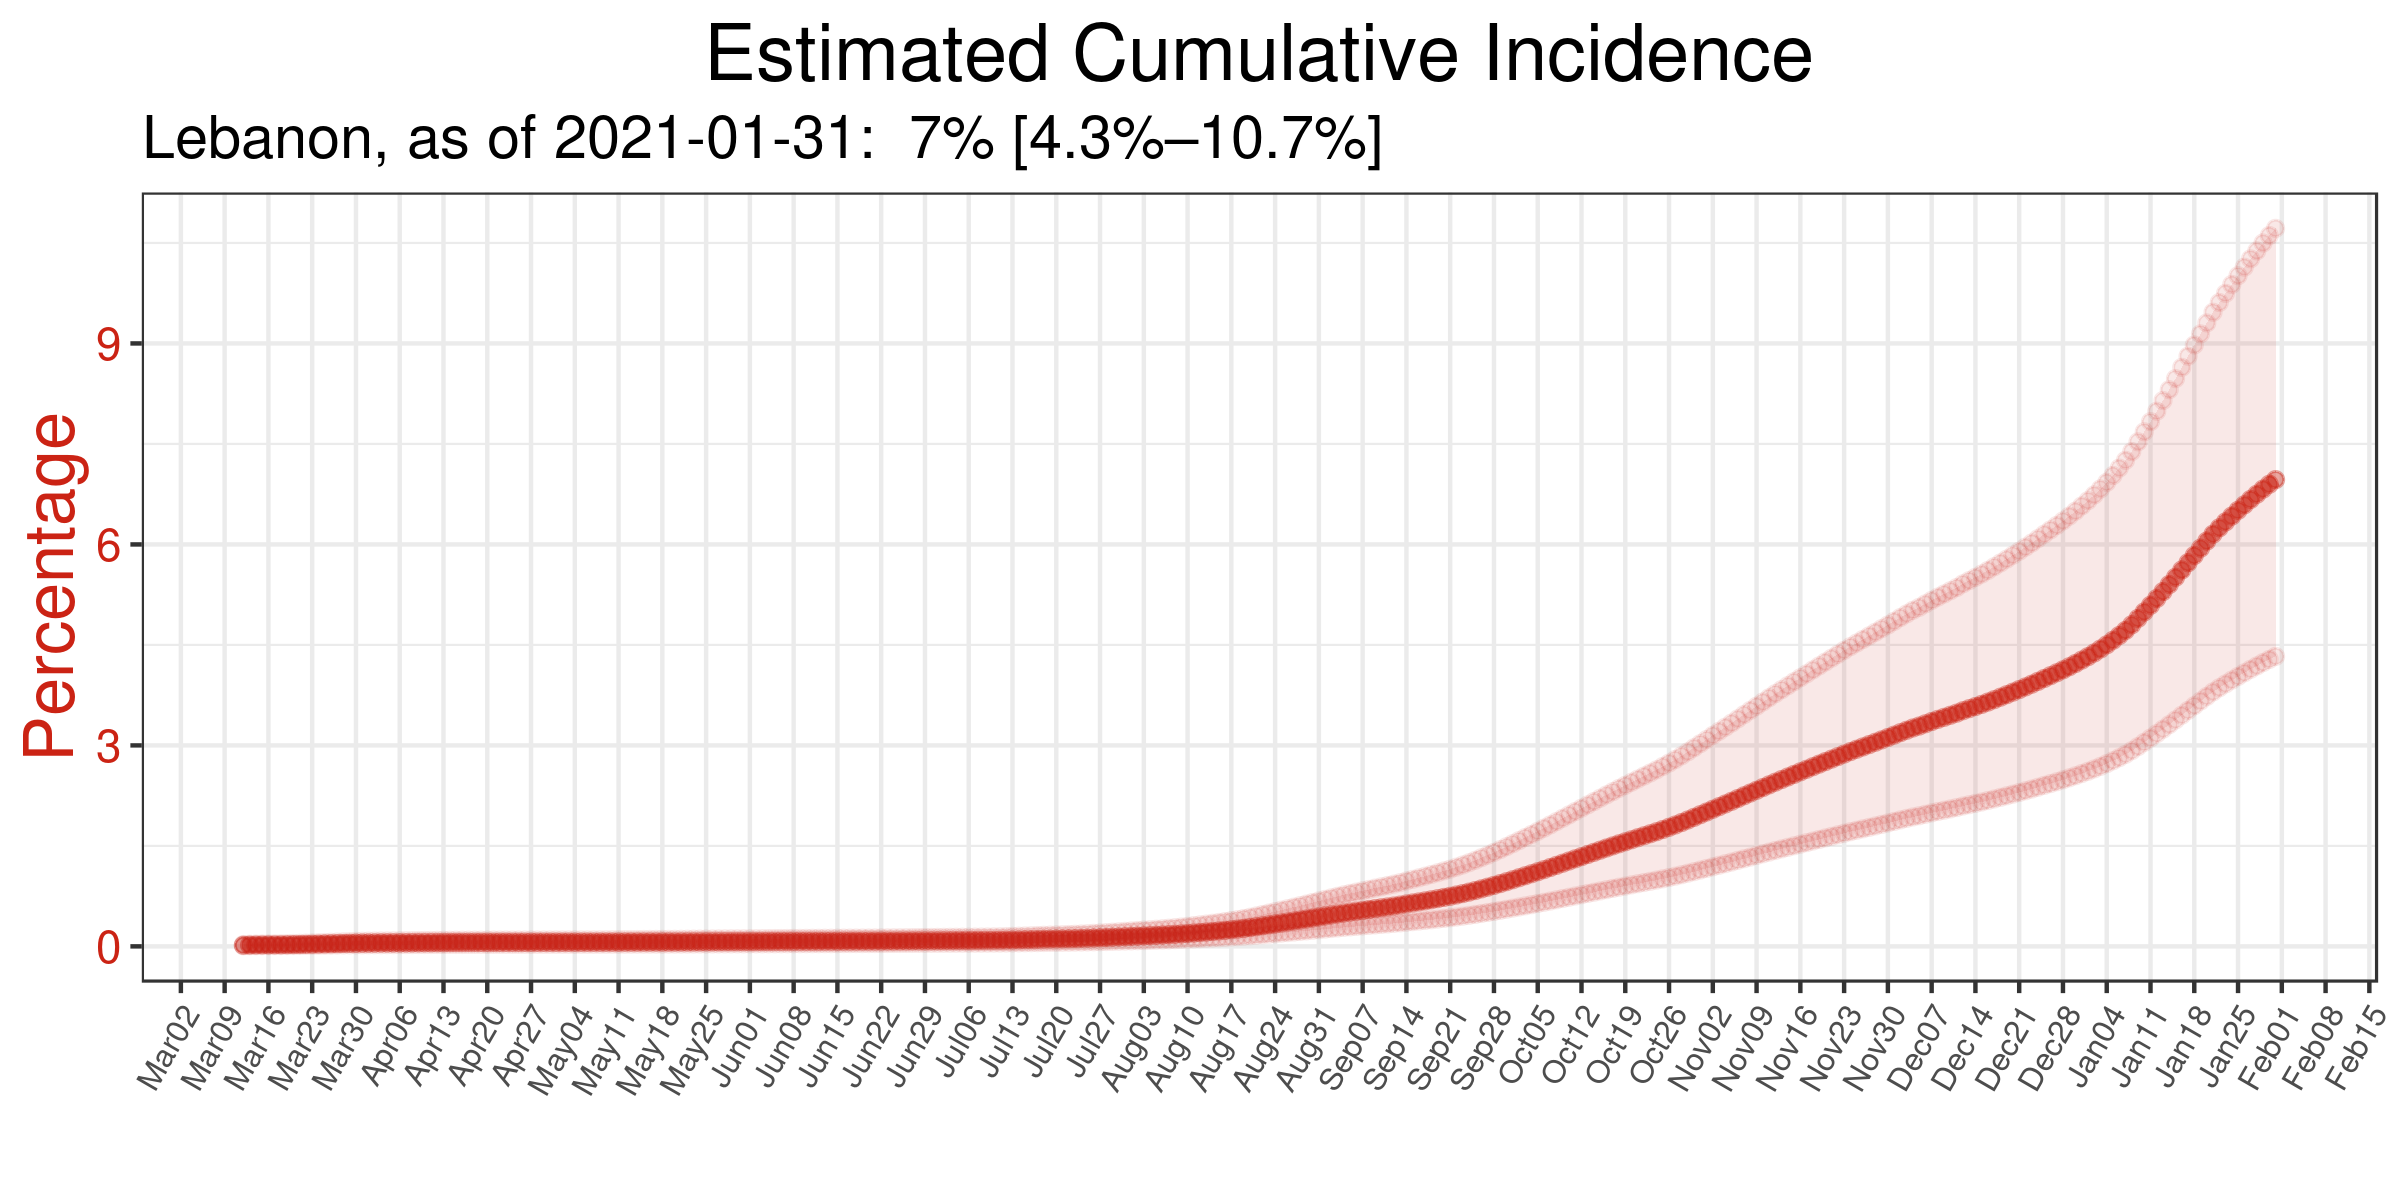 Estimated Cumulative Incidence
Lebanon, as of 2021-01-31:  7% [4.3%–10.7%]
Percentage
9
6
3
0
Mar02
Mar09
Mar16
Mar23
Mar30
Apr06
Apr13
Apr20
Apr27
May04
May11
May18
May25
Jun01
Jun08
Jun15
Jun22
Jun29
Jul06
Jul13
Jul20
Jul27
Aug03
Aug10
Aug17
Aug24
Aug31
Sep07
Sep14
Sep21
Sep28
Oct05
Oct12
Oct19
Oct26
Nov02
Nov09
Nov16
Nov23
Nov30
Dec07
Dec14
Dec21
Dec28
Jan04
Jan11
Jan18
Jan25
Feb01
Feb08
Feb15